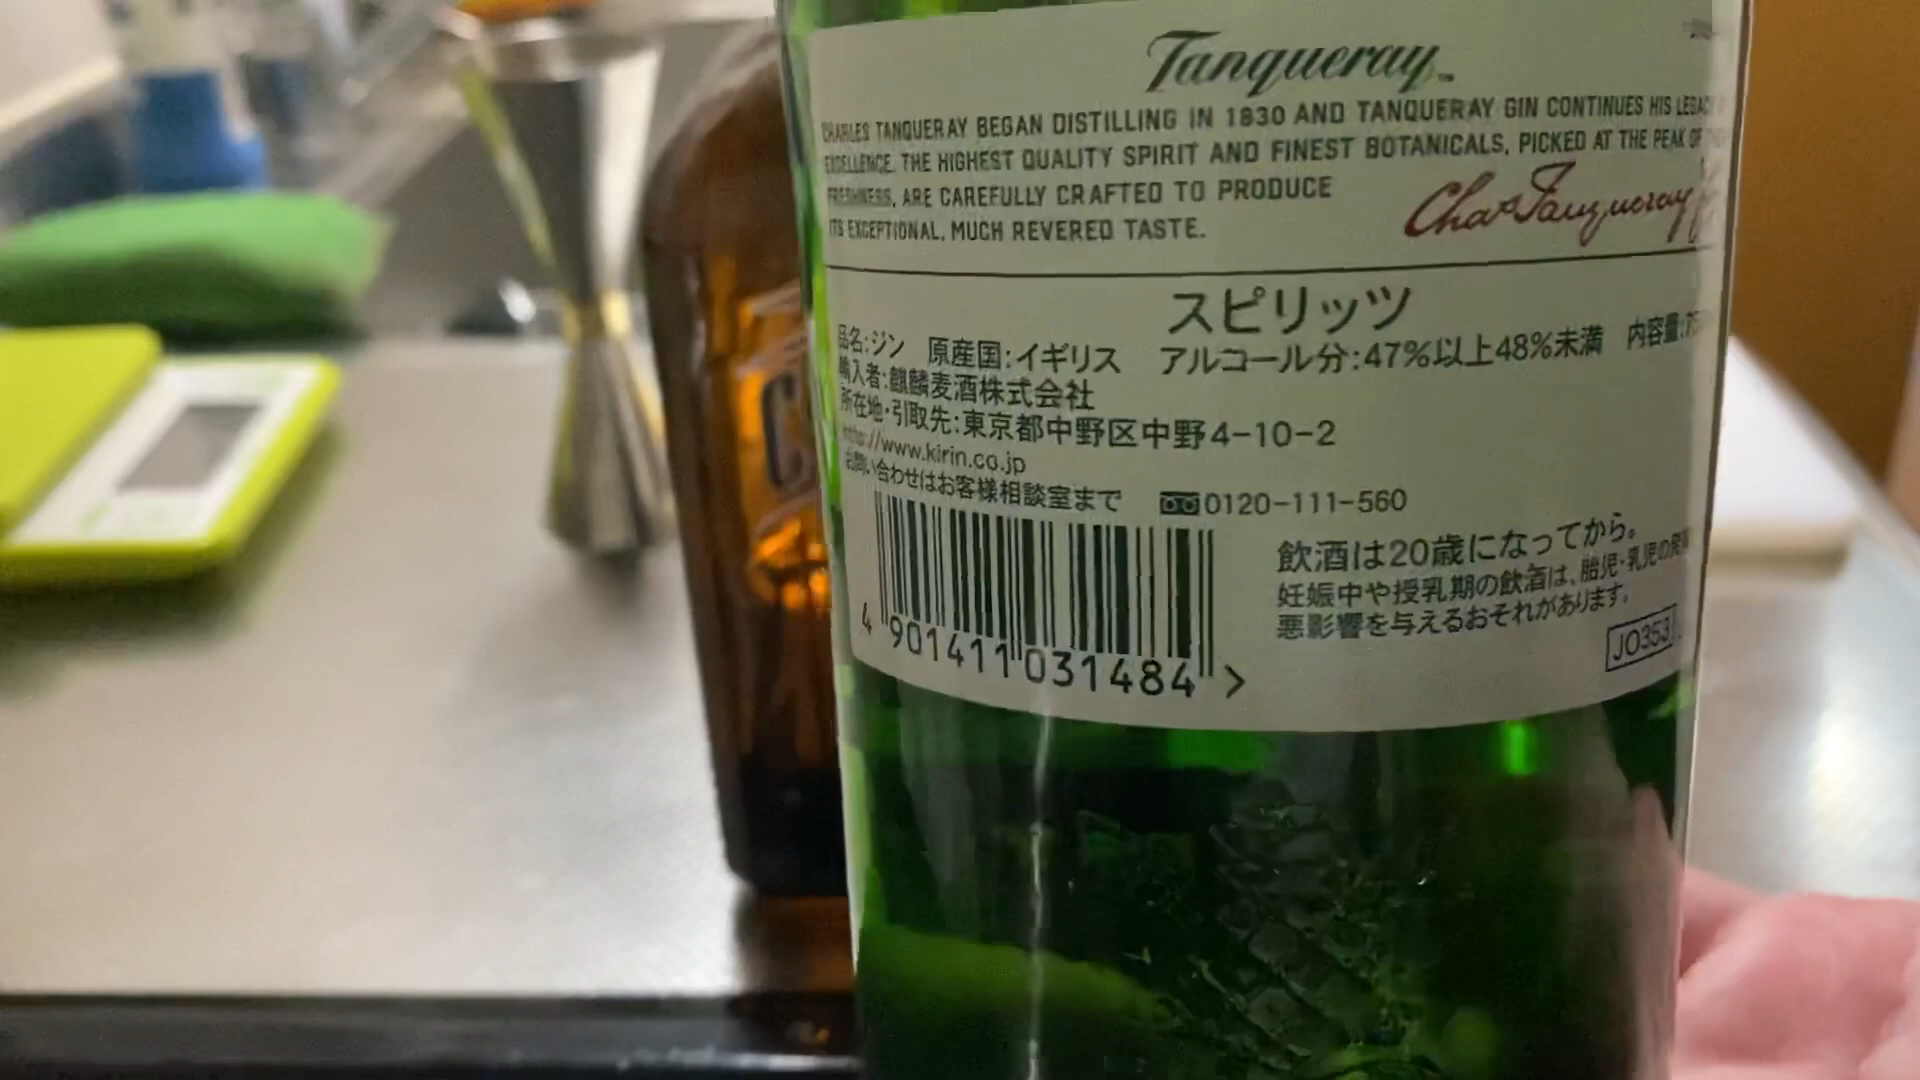 Tanqueray
CHARLES TANQUERAY BEGAN DISTILLING IN 1830 AND TANQUERAY GIN CONTINUES HIS LEGACY
EXCELLENCE. THE HIGHEST QUALITY SPIRIT AND FINEST BOTANICALS, PICKED AT THE PEAK OF
FRESHNESS, ARE CAREFULLY CRAFTED TO PRODUCE
ITS EXCEPTIONAL, MUCH REVERED TASTE.
Chas Tanqueray
スピリッツ
品名:ジン 原産国:イギリス アルコール分:47%以上48%未満 内容量:
輸入者:麒麟麦酒株式会社
所在地・引取先:東京都中野区中野4-10-2
http://www.kirin.co.jp
お問い合わせはお客様相談室まで 0120-111-560
飲酒は20歳になってから。
妊娠中や授乳期の飲酒は、胎児・乳児の発
悪影響を与えるおそれがあります。
JO353
4 901411 031484 >